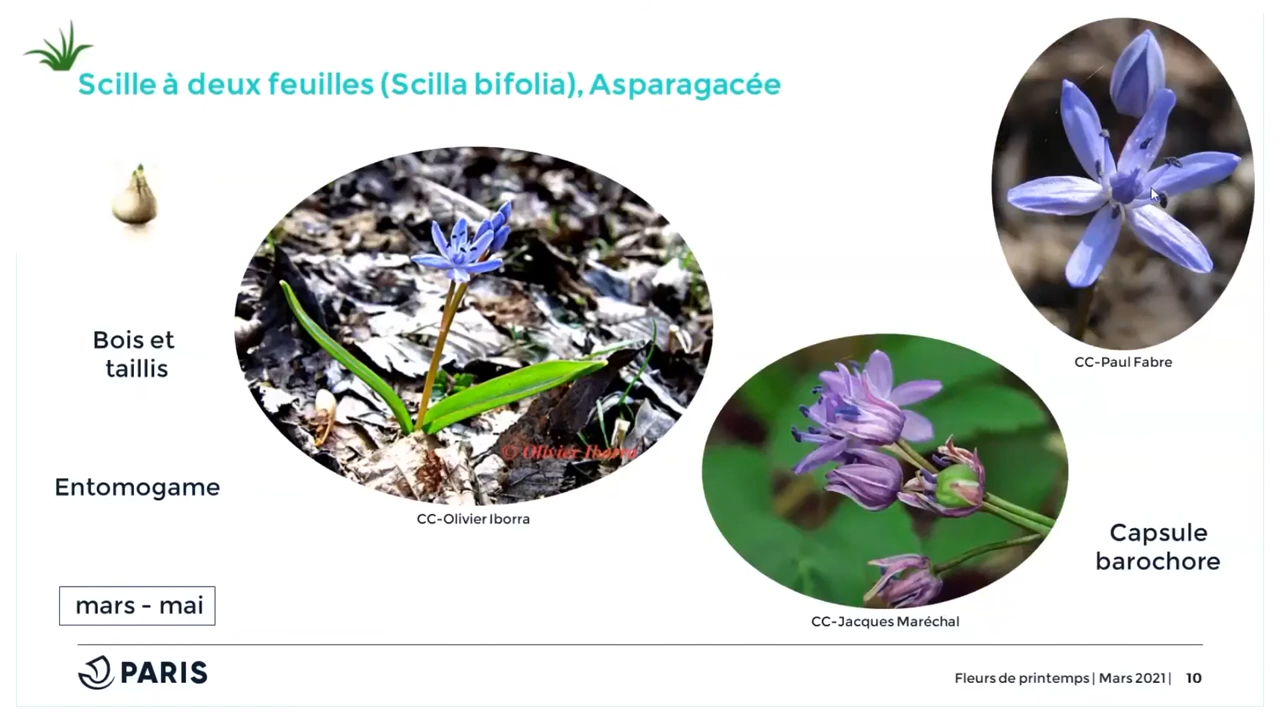 Scille à deux feuilles (Scilla bifolia), Asparagacée
Bois et
taillis
Entomogame
mars - mai
© Olivier Iborra
CC-Olivier Iborra
CC-Paul Fabre
CC-Jacques Maréchal
Capsule
barochore
PARIS
Fleurs de printemps | Mars 2021 | 10